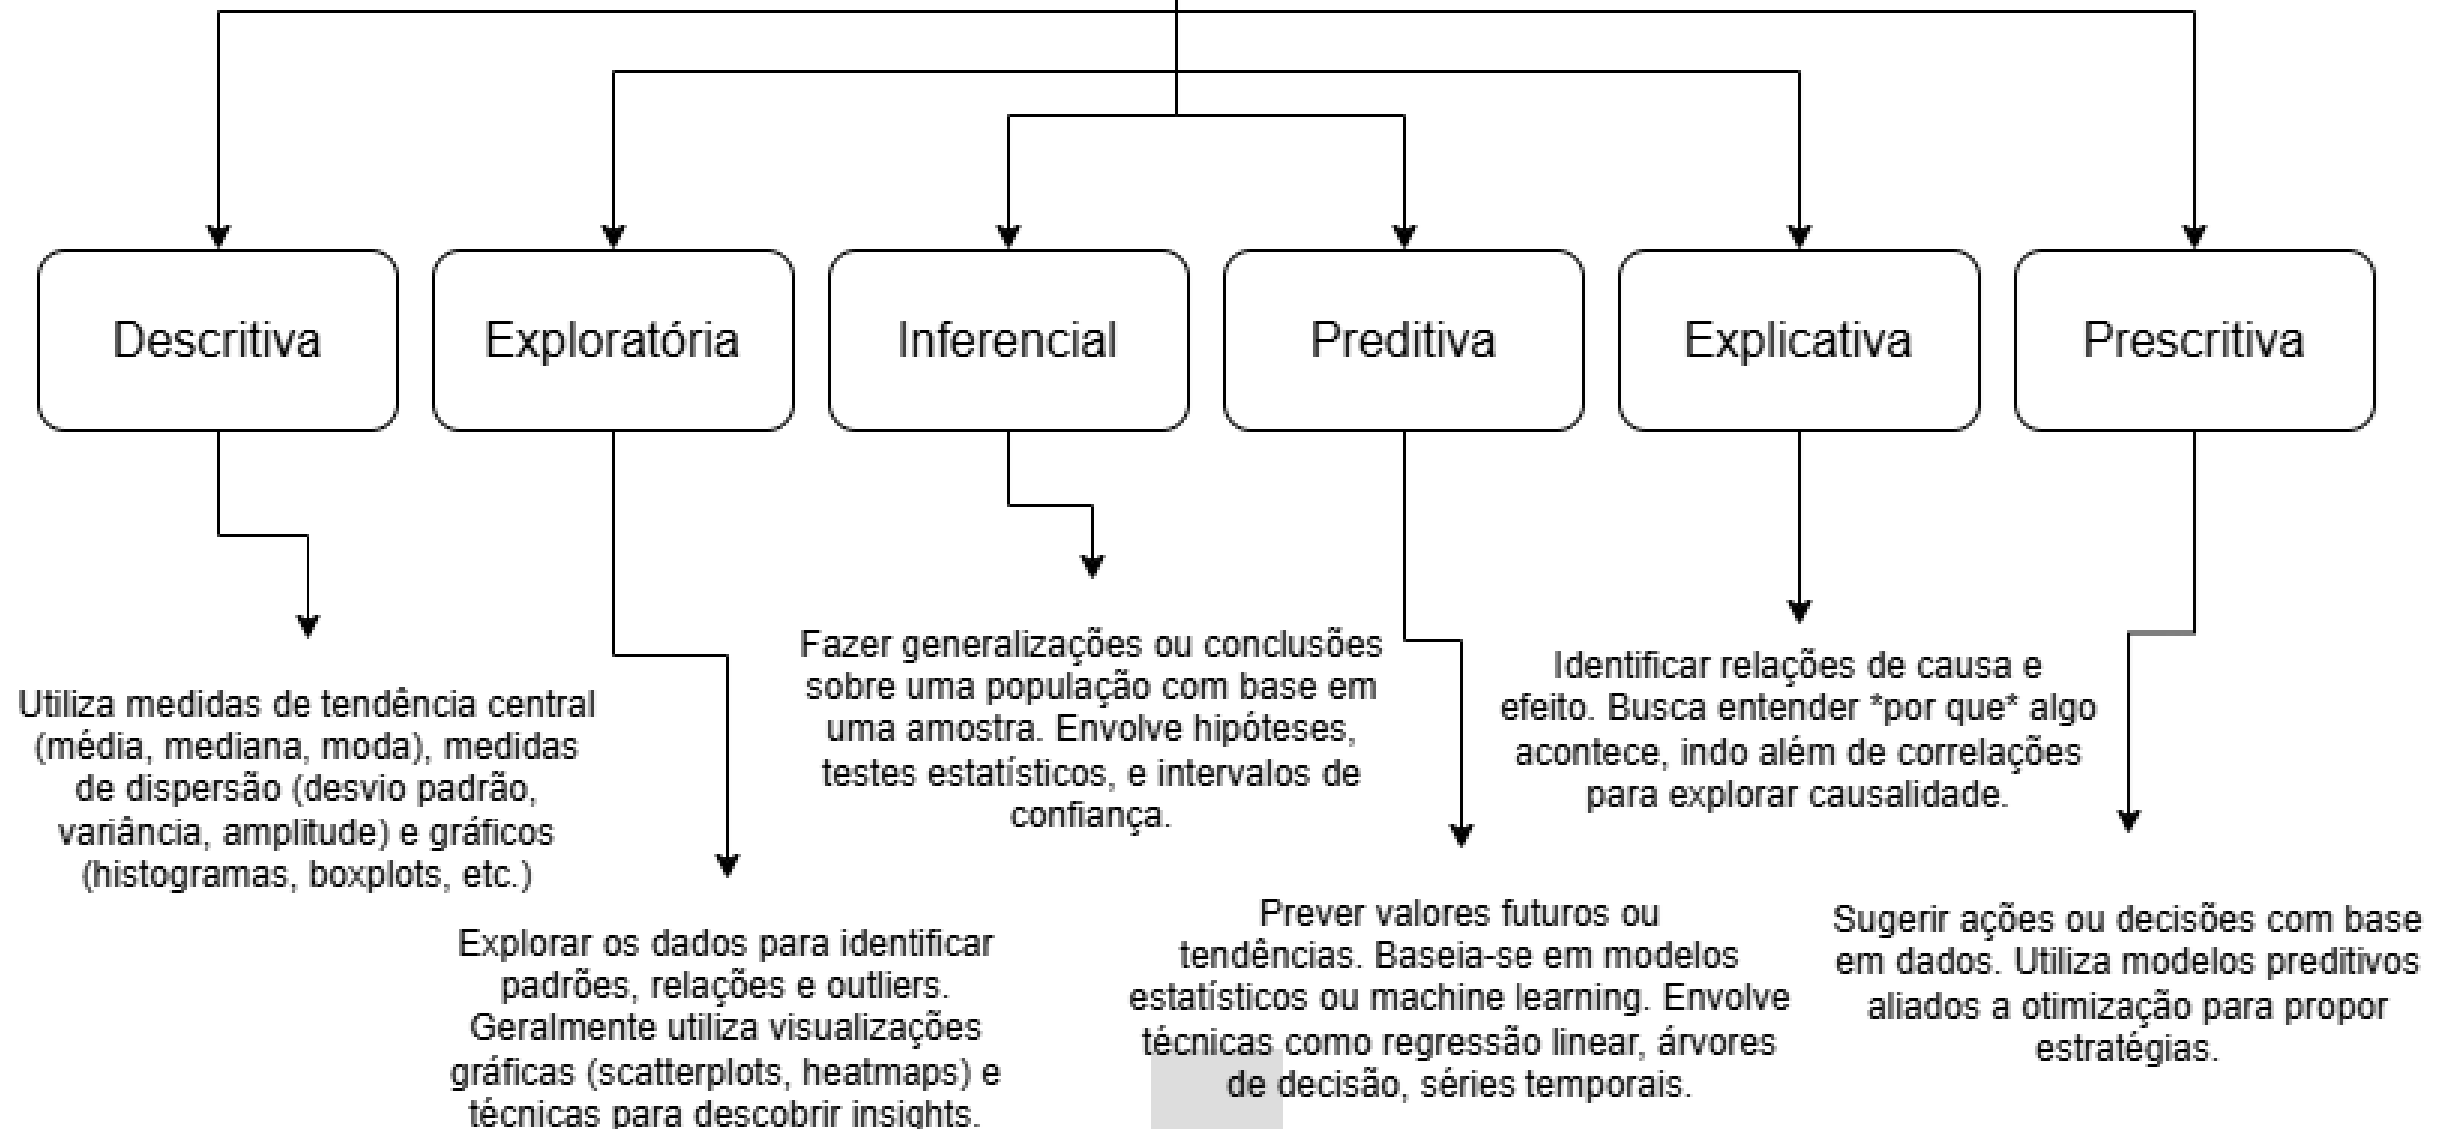 Descritiva
Exploratória
Inferencial
Preditiva
Explicativa
Prescritiva
Utiliza medidas de tendência central
(média, mediana, moda), medidas
de dispersão (desvio padrão,
variância, amplitude) e gráficos
(histogramas, boxplots, etc.)
Explorar os dados para identificar
padrões, relações e outliers.
Geralmente utiliza visualizações
gráficas (scatterplots, heatmaps) e
técnicas para descobrir insights.
Fazer generalizações ou conclusões
sobre uma população com base em
uma amostra. Envolve hipóteses,
testes estatísticos, e intervalos de
confiança.
Prever valores futuros ou
tendências. Baseia-se em modelos
estatísticos ou machine learning. Envolve
técnicas como regressão linear, árvores
de decisão, séries temporais.
Identificar relações de causa e
efeito. Busca entender *por que* algo
acontece, indo além de correlações
para explorar causalidade.
Sugerir ações ou decisões com base
em dados. Utiliza modelos preditivos
aliados a otimização para propor
estratégias.